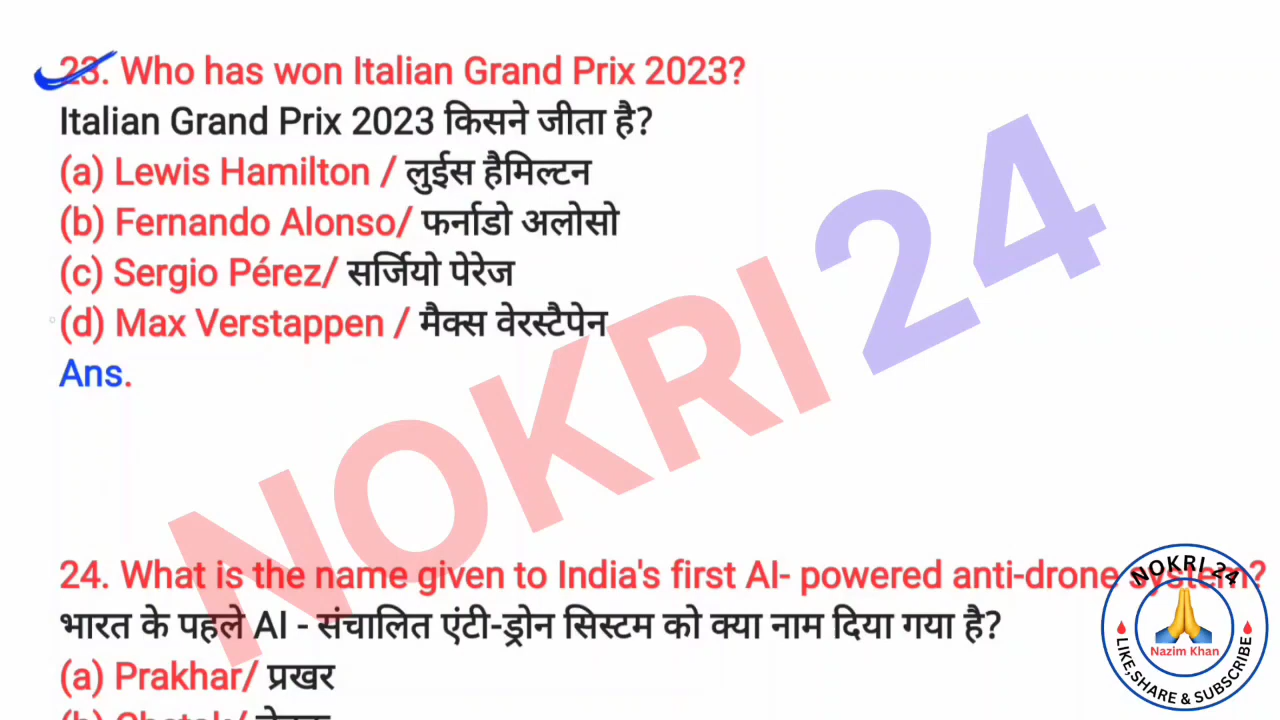 23. Who has won Italian Grand Prix 2023?
Italian Grand Prix 2023 किसने जीता है?
(a) Lewis Hamilton / लुईस हैमिल्टन
(b) Fernando Alonso/ फर्नाडो अलोसो
(c) Sergio Pérez/ सर्जियो पेरेज
(d) Max Verstappen / मैक्स वेरस्टैपेन
Ans.
NOKRI 24
24. What is the name given to India's first AI- powered anti-drone system ?
भारत के पहले AI - संचालित एंटी-ड्रोन सिस्टम को क्या नाम दिया गया है?
(a) Prakhar/ प्रखर
NOKRI 24
Nazim Khan
LIKE,SHARE & SUBSCRIBE